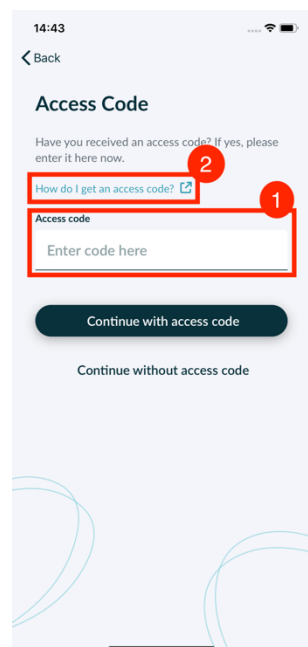 14:43
Back
Access Code
Have you received an access code? If yes, please
enter it here now.
2
How do I get an access code?
1
Access code
Enter code here
Continue with access code
Continue without access code